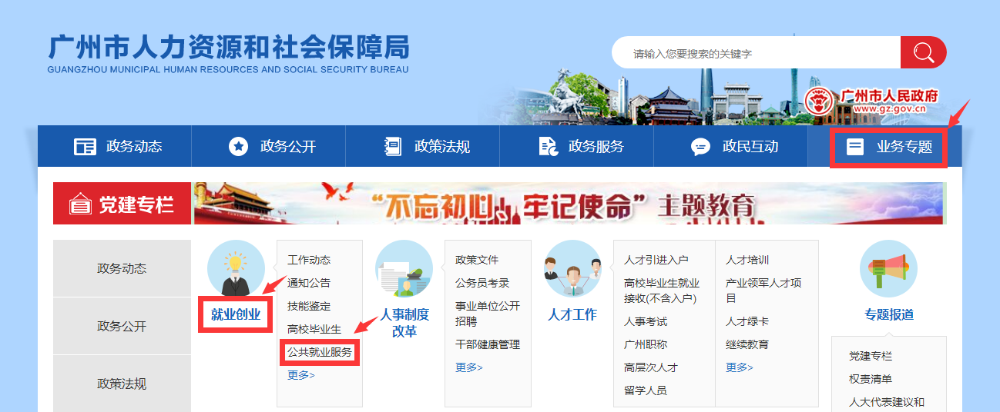 广州市人力资源和社会保障局
GUANGZHOU MUNICIPAL HUMAN RESOURCES AND SOCIAL SECURITY BUREAU
请输入您要搜索的关键字
广州市人民政府
www.gz.gov.cn
政务动态
政务公开
政策法规
政务服务
政民互动
业务专题
党建专栏
“不忘初心、牢记使命”主题教育
政务动态
政务公开
政策法规
就业创业
工作动态
通知公告
技能鉴定
高校毕业生
公共就业服务
更多>
人事制度
改革
政策文件
公务员考录
事业单位公开
招聘
干部健康管理
更多>
人才工作
人才引进入户
高校毕业生就业
接收(不含入户)
人事考试
广州职称
高层次人才
留学人员
人才培训
产业领军人才项
目
人才绿卡
继续教育
更多>
专题报道
党建专栏
权责清单
人大代表建议和